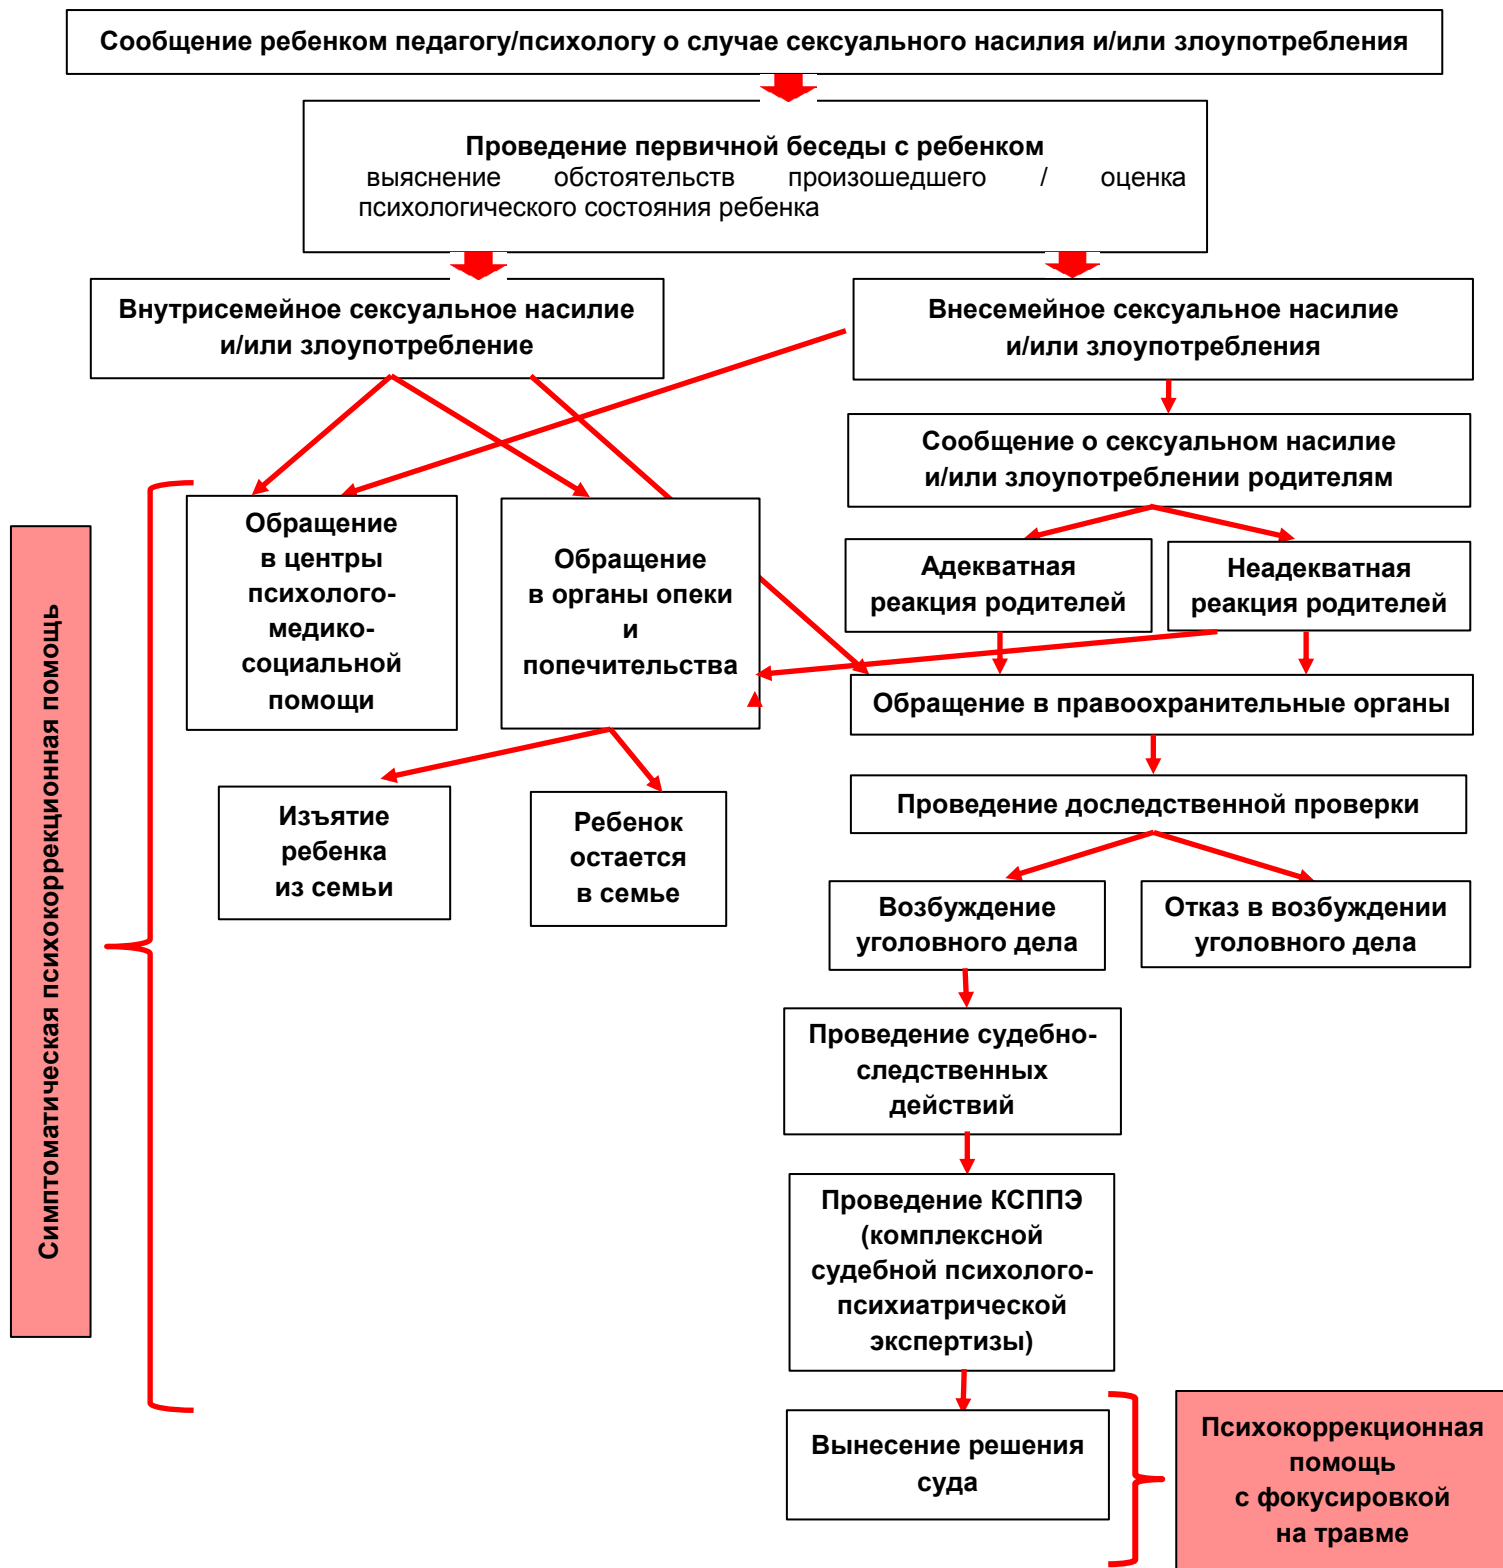 Сообщение ребенком педагогу/психологу о случае сексуального насилия и/или злоупотребления
Проведение первичной беседы с ребенком
выяснение обстоятельств произошедшего / оценка
психологического состояния ребенка
Внутрисемейное сексуальное насилие
и/или злоупотребление
Внесемейное сексуальное насилие
и/или злоупотребления
Сообщение о сексуальном насилие
и/или злоупотреблении родителям
Адекватная
реакция родителей
Неадекватная
реакция родителей
Обращение
в центры
психолого-
медико-
социальной
помощи
Обращение
в органы опеки
и
попечительства
Обращение в правоохранительные органы
Изъятие
ребенка
из семьи
Ребенок
остается
в семье
Проведение доследственной проверки
Возбуждение
уголовного дела
Отказ в возбуждении
уголовного дела
Проведение судебно-
следственных
действий
Проведение КСППЭ
(комплексной
судебной психолого-
психиатрической
экспертизы)
Вынесение решения
суда
Симптоматическая психокоррекционная помощь
Психокоррекционная
помощь
с фокусировкой
на травме